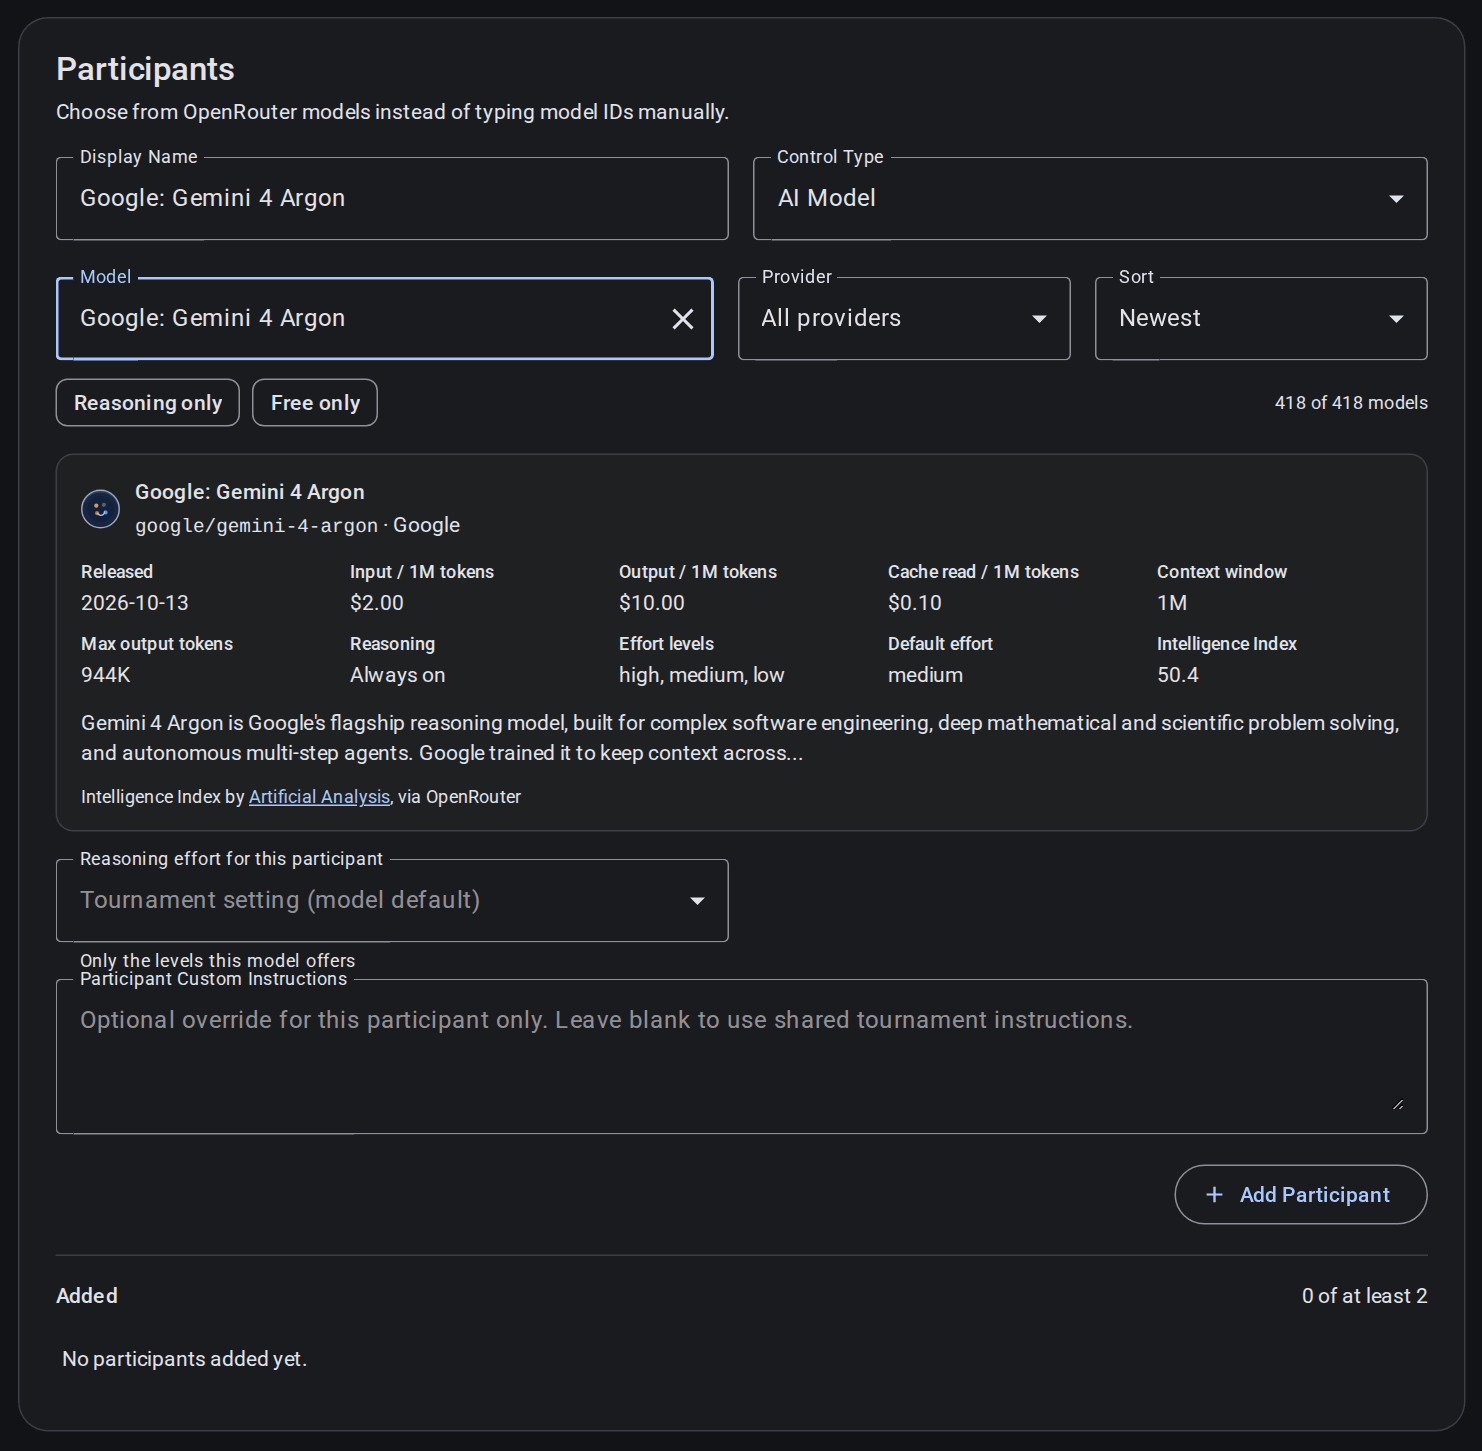 Participants
Choose from OpenRouter models instead of typing model IDs manually.
Display Name
Google: Gemini 4 Argon
Control Type
AI Model
Model
Google: Gemini 4 Argon
Provider
All providers
Sort
Newest
Reasoning only
Free only
418 of 418 models
Google: Gemini 4 Argon
google/gemini-4-argon · Google
Released
2026-10-13
Input / 1M tokens
$2.00
Output / 1M tokens
$10.00
Cache read / 1M tokens
$0.10
Context window
1M
Max output tokens
944K
Reasoning
Always on
Effort levels
high, medium, low
Default effort
medium
Intelligence Index
50.4
Gemini 4 Argon is Google's flagship reasoning model, built for complex software engineering, deep mathematical and scientific problem solving,
and autonomous multi-step agents. Google trained it to keep context across...
Intelligence Index by Artificial Analysis, via OpenRouter
Reasoning effort for this participant
Tournament setting (model default)
Only the levels this model offers
Participant Custom Instructions
Optional override for this participant only. Leave blank to use shared tournament instructions.
+ Add Participant
Added
0 of at least 2
No participants added yet.